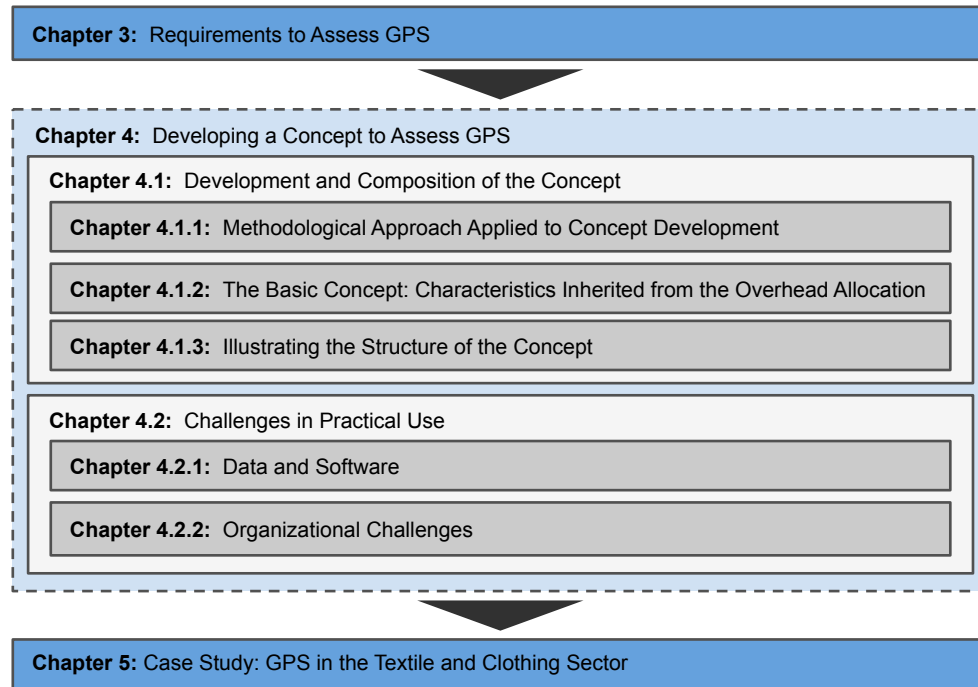 Chapter 3: Requirements to Assess GPS
Chapter 4: Developing a Concept to Assess GPS
Chapter 4.1: Development and Composition of the Concept
Chapter 4.1.1: Methodological Approach Applied to Concept Development
Chapter 4.1.2: The Basic Concept: Characteristics Inherited from the Overhead Allocation
Chapter 4.1.3: Illustrating the Structure of the Concept
Chapter 4.2: Challenges in Practical Use
Chapter 4.2.1: Data and Software
Chapter 4.2.2: Organizational Challenges
Chapter 5: Case Study: GPS in the Textile and Clothing Sector